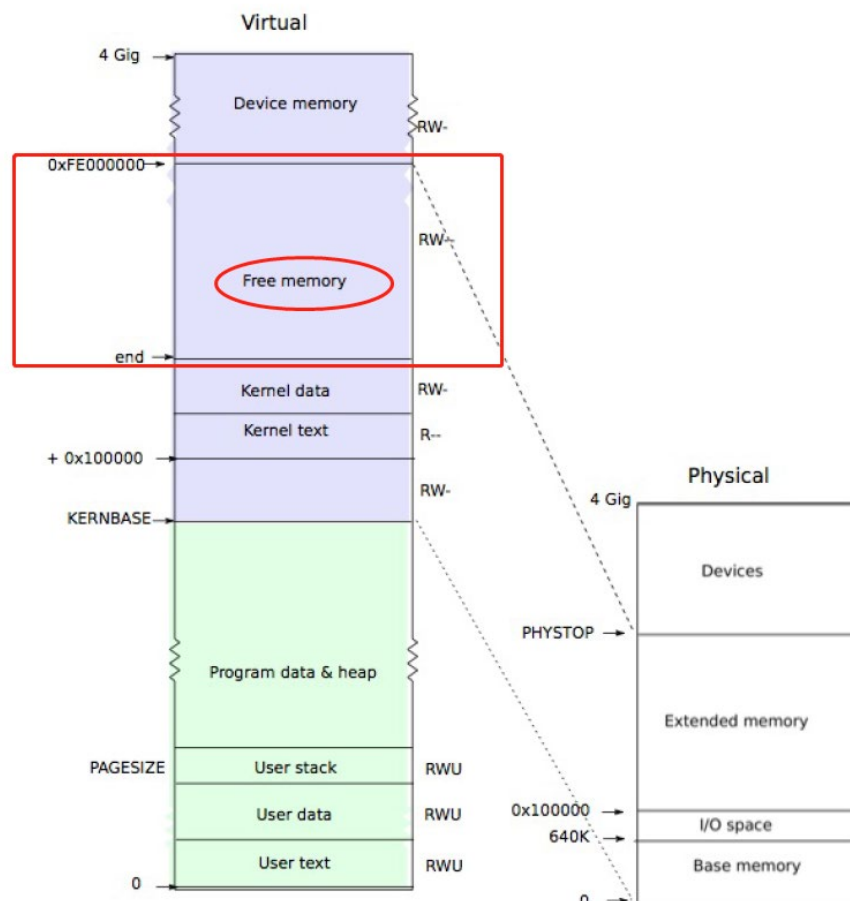 Virtual
4 Gig
Device memory
RW-
0xFE000000
RW--
Free memory
end
Kernel data
RW-
Kernel text
R--
+ 0x100000
RW-
KERNBASE
Physical
4 Gig
Devices
PHYSTOP
Program data & heap
Extended memory
PAGESIZE
User stack
RWU
User data
RWU
0x100000
I/O space
640K
User text
RWU
Base memory
0
0